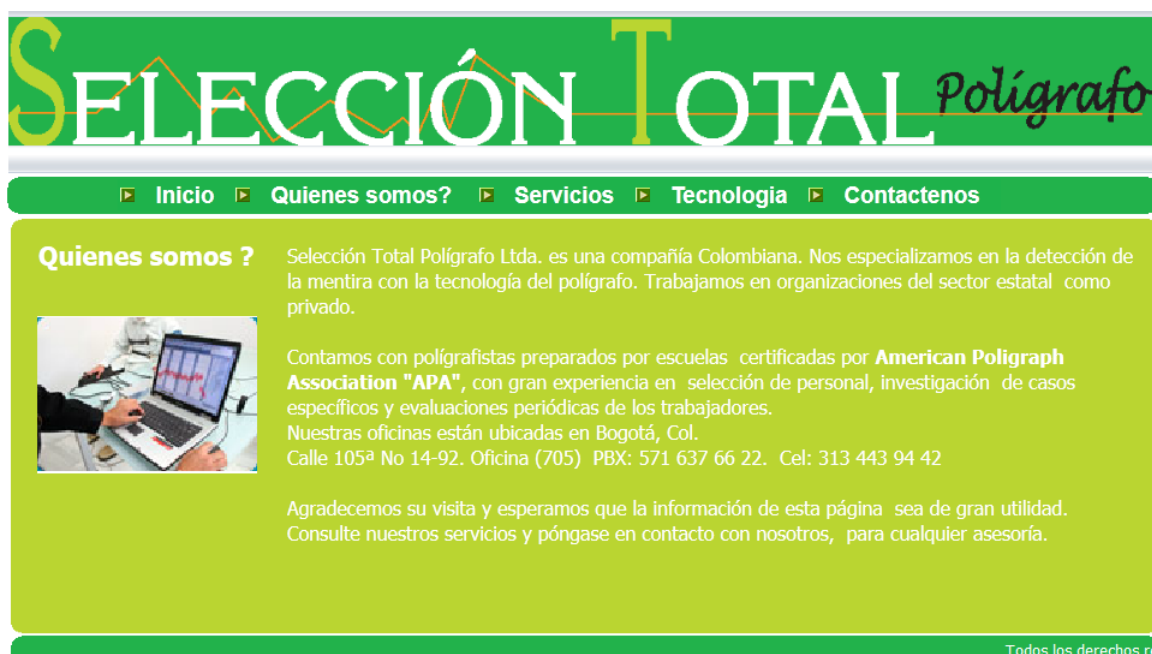 SELECCIÓN TOTAL Polígrafo
Inicio Quienes somos? Servicios Tecnologia Contactenos
Quienes somos ?
Selección Total Polígrafo Ltda. es una compañía Colombiana. Nos especializamos en la detección de
la mentira con la tecnología del polígrafo. Trabajamos en organizaciones del sector estatal como
privado.
Contamos con polígrafistas preparados por escuelas certificadas por American Poligraph
Association "APA", con gran experiencia en selección de personal, investigación de casos
específicos y evaluaciones periódicas de los trabajadores.
Nuestras oficinas están ubicadas en Bogotá, Col.
Calle 105ª No 14-92. Oficina (705) PBX: 571 637 66 22. Cel: 313 443 94 42
Agradecemos su visita y esperamos que la información de esta página sea de gran utilidad.
Consulte nuestros servicios y póngase en contacto con nosotros, para cualquier asesoría.
Todos los derechos